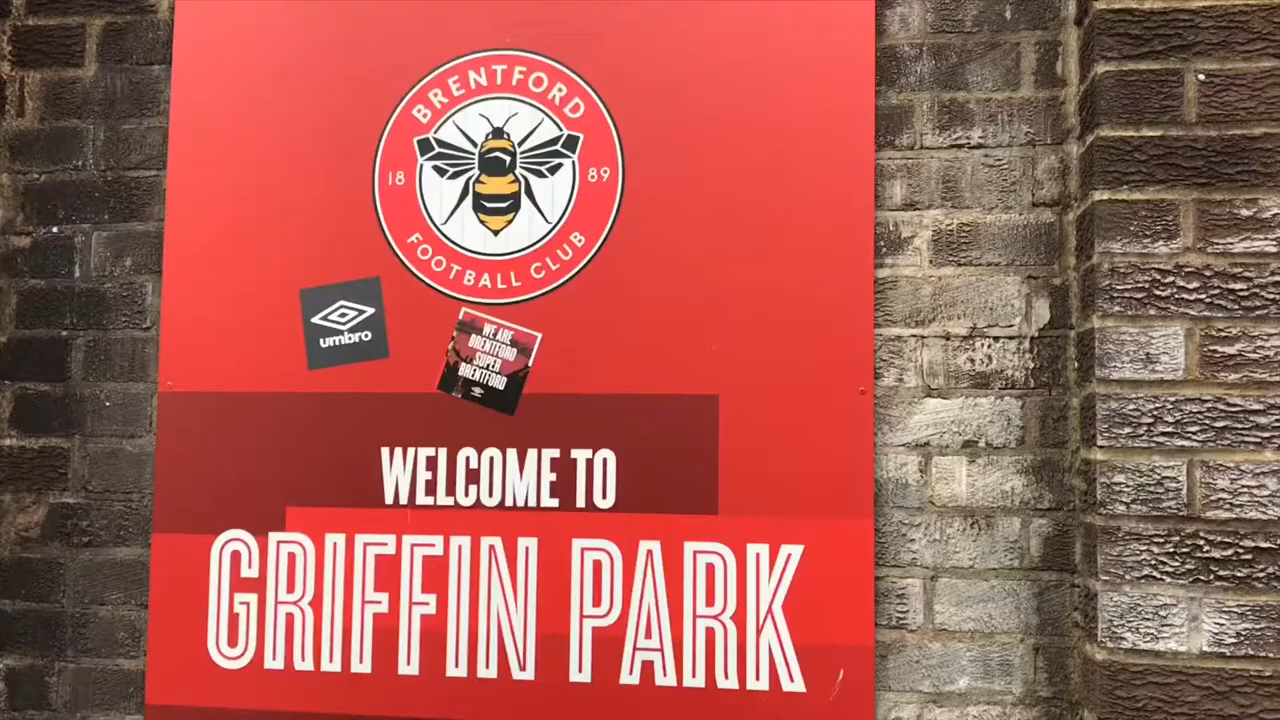 BRENTFORD
18 89
FOOTBALL CLUB
umbro
WE ARE
BRENTFORD
SUPER
BRENTFORD
WELCOME TO
GRIFFIN PARK